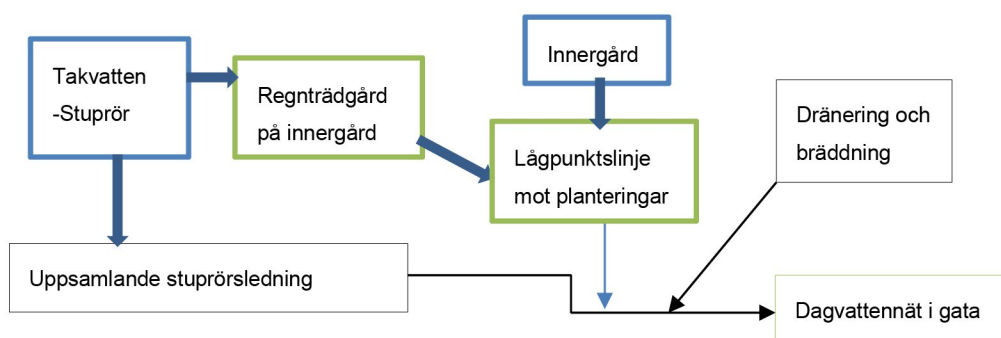 Takvatten
-Stuprör
Regnträdgård
på innergård
Innergård
Lågpunktslinje
mot planteringar
Dränering och
bräddning
Uppsamlande stuprörsledning
Dagvattennät i gata